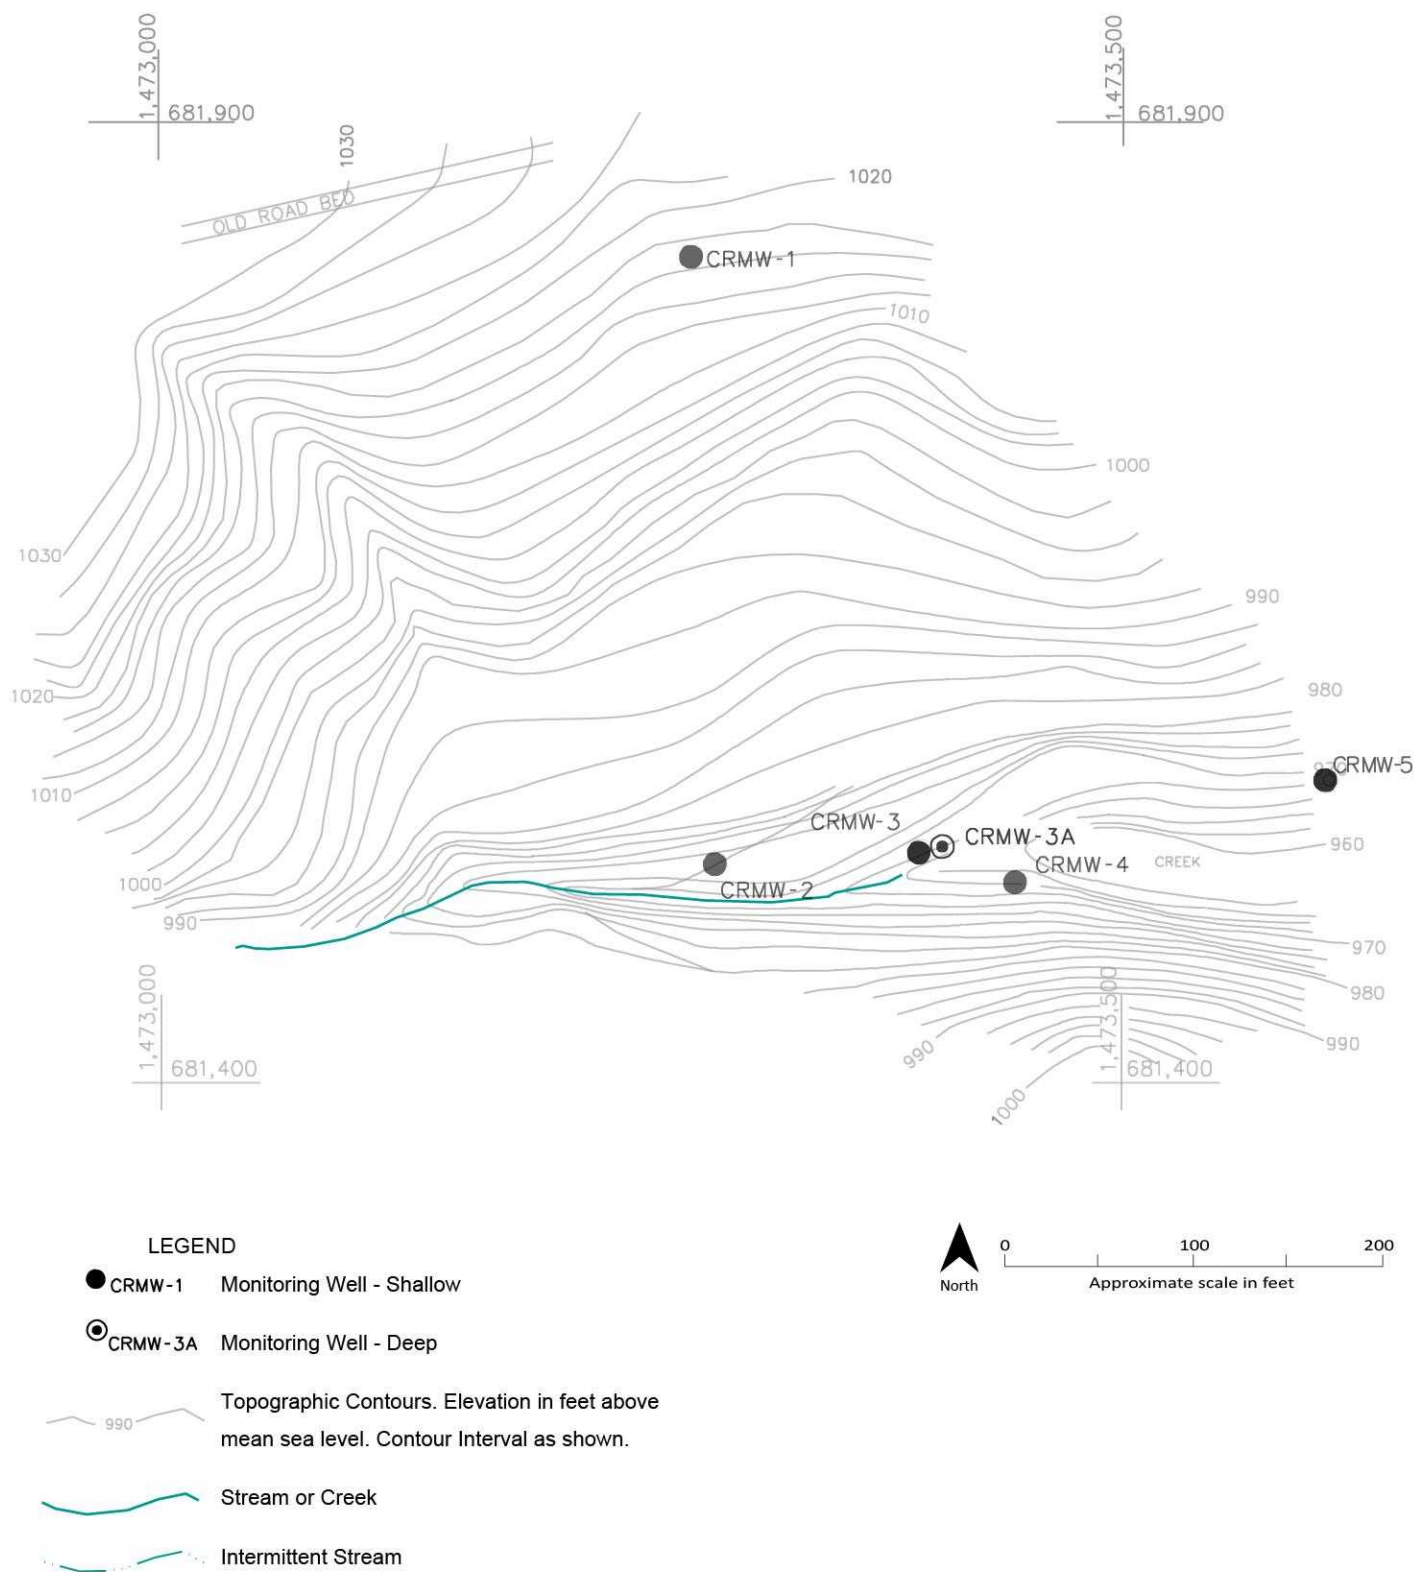 1,473,000
681,900
1,473,500
681,900
1030
OLD ROAD BED
1020
CRMW-1
1010
1000
1030
990
1020
980
CRMW-5
1010
CRMW-3
CRMW-3A
960
CRMW-4
CREEK
1000
CRMW-2
990
970
980
1,473,000
681,400
1,473,500
681,400
990
990
1000
LEGEND
CRMW-1 Monitoring Well - Shallow
CRMW-3A Monitoring Well - Deep
990 Topographic Contours. Elevation in feet above
mean sea level. Contour Interval as shown.
Stream or Creek
Intermittent Stream
North
0 100 200
Approximate scale in feet